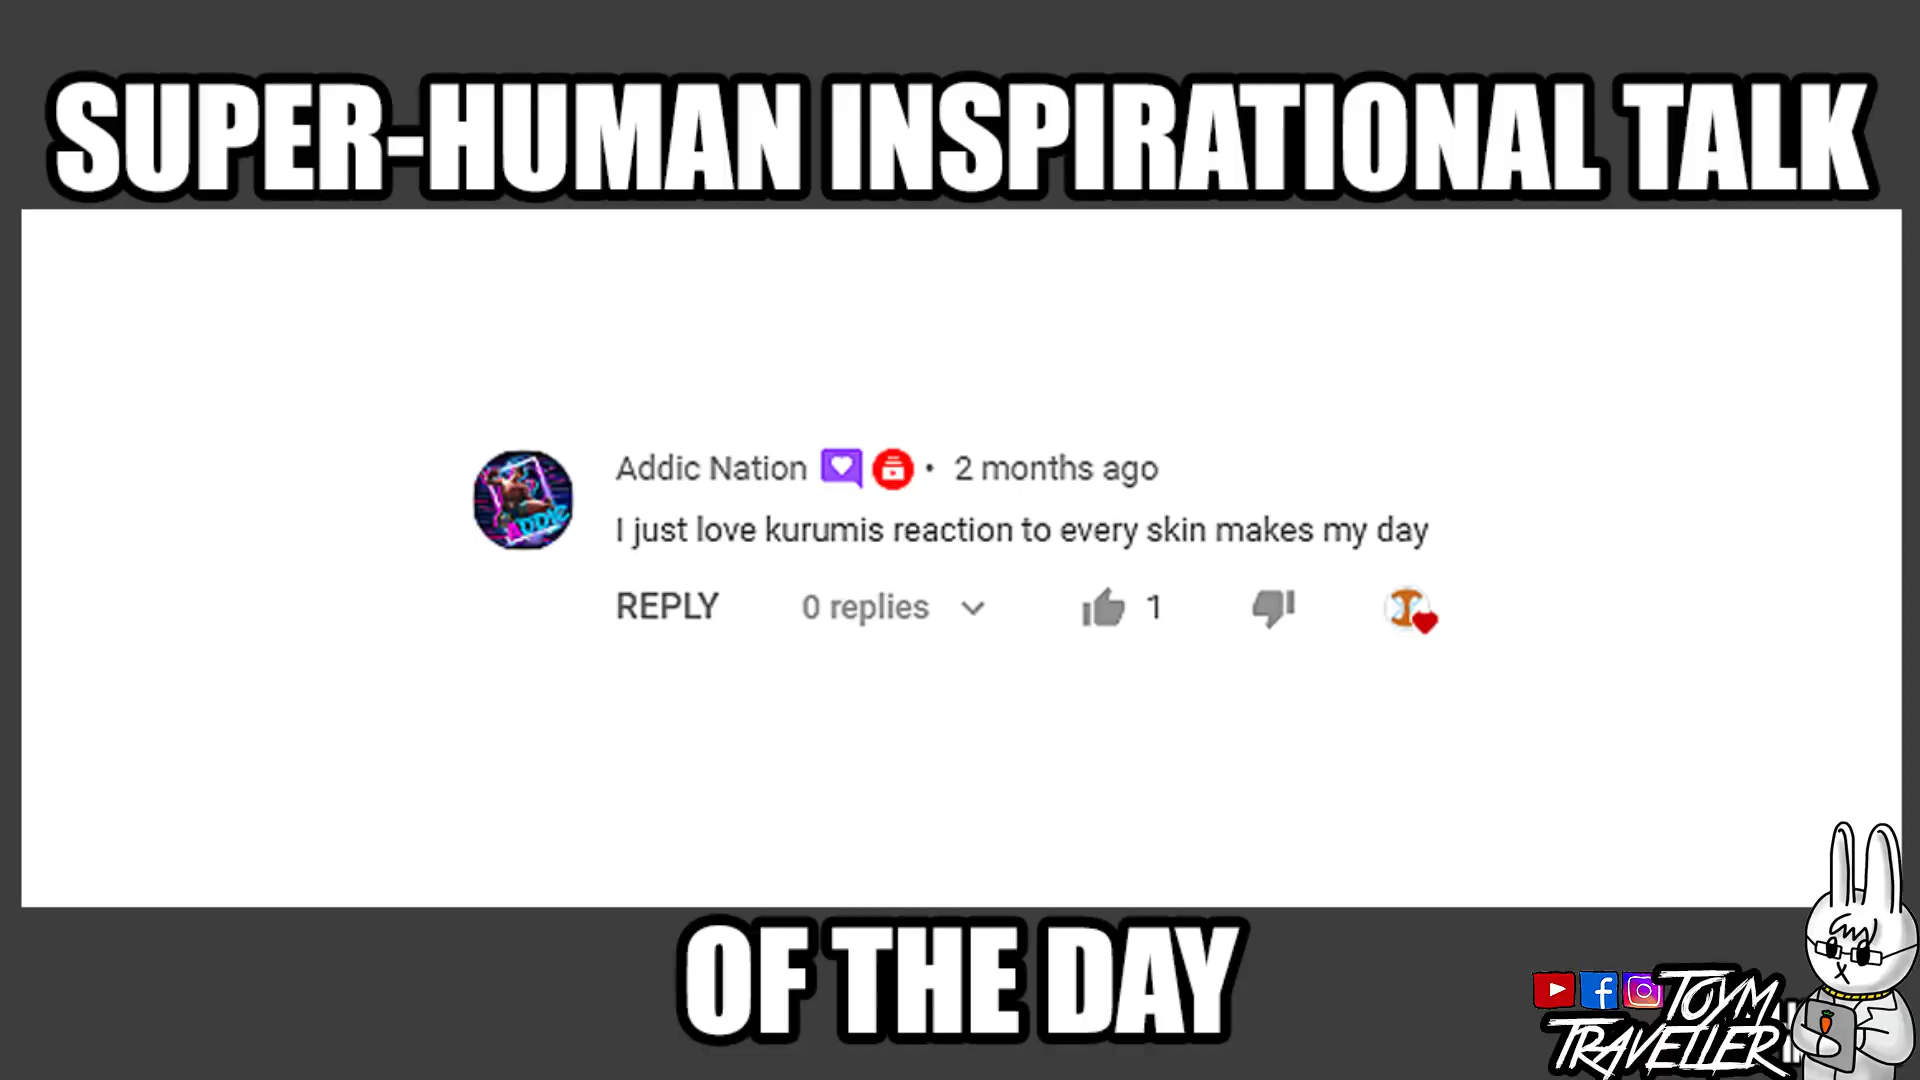 SUPER-HUMAN INSPIRATIONAL TALK
Addic Nation • 2 months ago
I just love kurumis reaction to every skin makes my day
REPLY 0 replies 1
OF THE DAY
TOYM
TRAVELLER